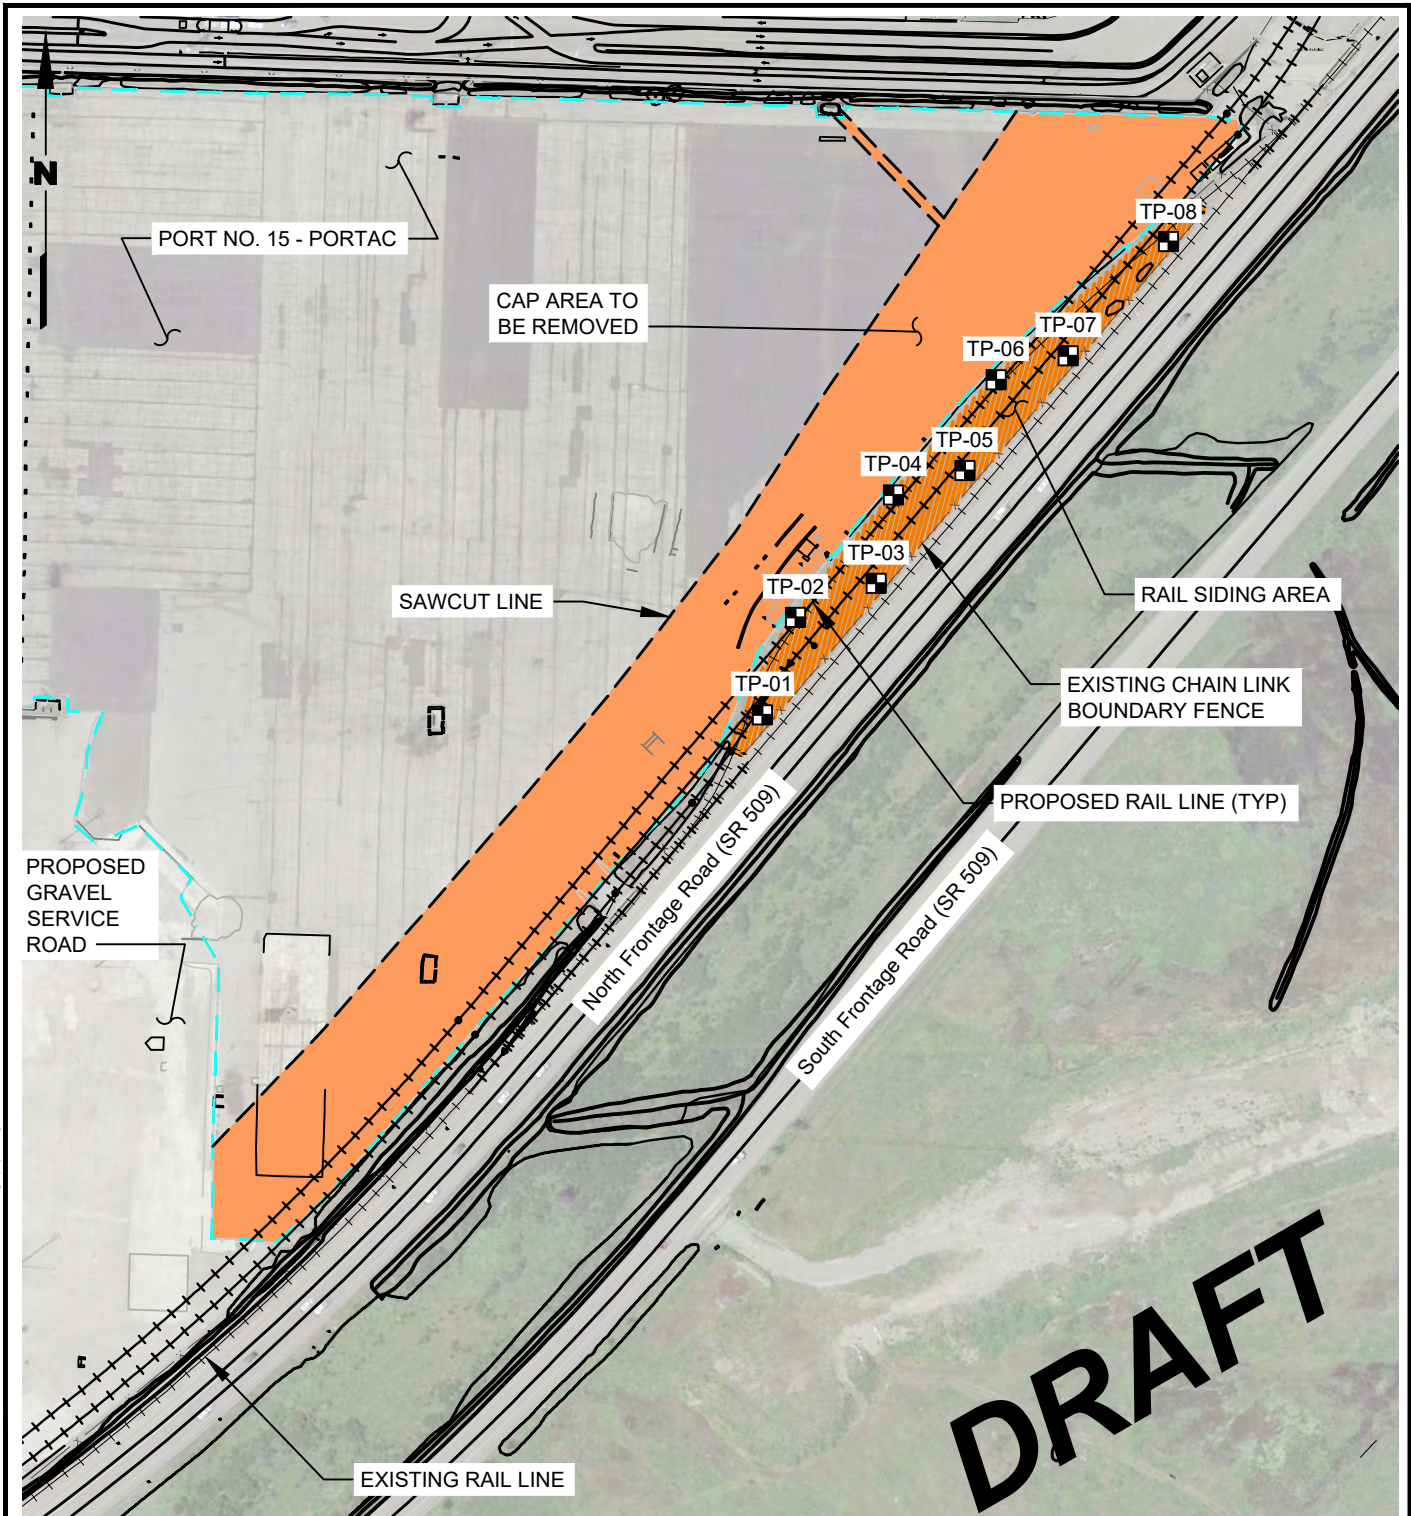 N
PORT NO. 15 - PORTAC
CAP AREA TO
BE REMOVED
TP-08
TP-07
TP-06
TP-05
TP-04
TP-03
TP-02
TP-01
SAWCUT LINE
RAIL SIDING AREA
EXISTING CHAIN LINK
BOUNDARY FENCE
PROPOSED RAIL LINE (TYP)
PROPOSED
GRAVEL
SERVICE
ROAD
North Frontage Road (SR 509)
South Frontage Road (SR 509)
EXISTING RAIL LINE
DRAFT